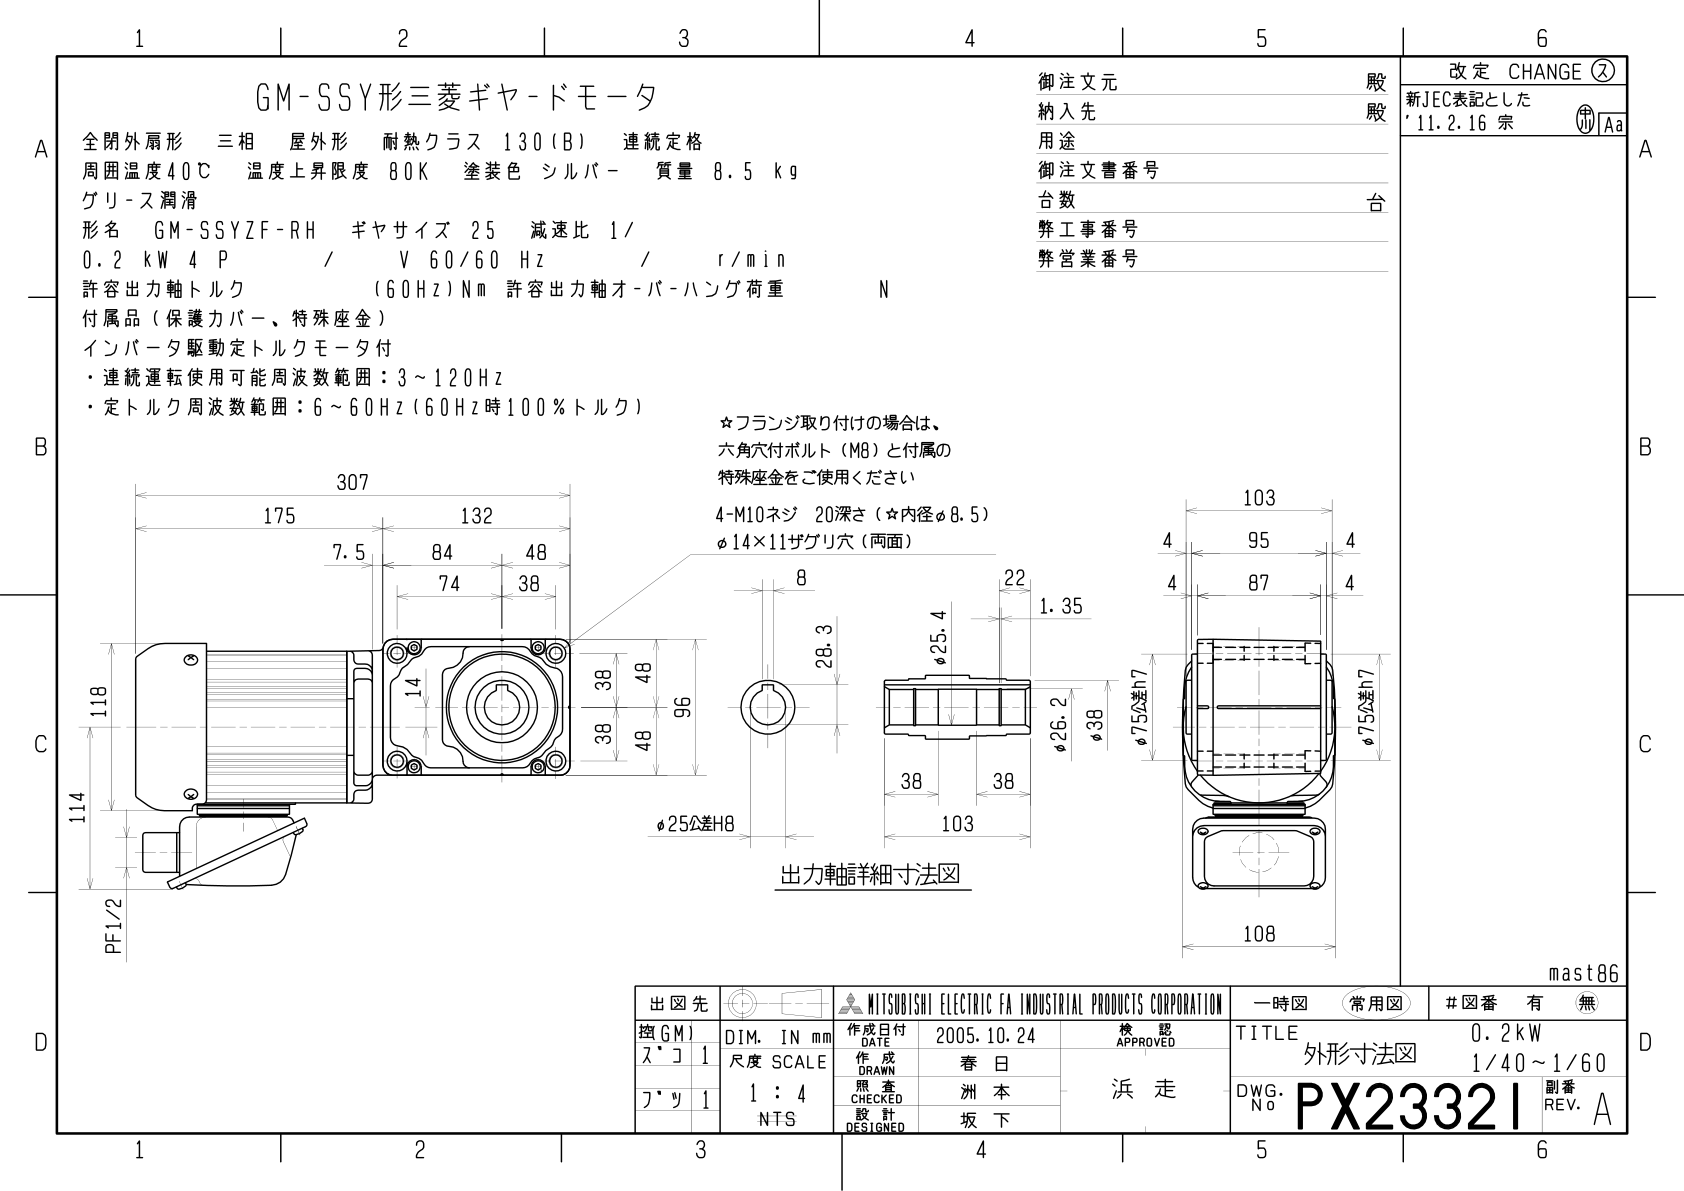 1 2 3 4 5 6
A
B
C
D
GM-SSY形三菱ギヤ-ドモータ
全閉外扇形 三相 屋外形 耐熱クラス 130(B) 連続定格
周囲温度40℃ 温度上昇限度 80K 塗装色 シルバー 質量 8.5 kg
グリ-ス潤滑
形名 GM-SSYZF-RH ギヤサイズ 25 減速比 1/
0.2 kW 4 P / V 60/60 Hz / r/min
許容出力軸トルク (60Hz)Nm 許容出力軸オ-バ-ハング荷重 N
付属品(保護カバー、特殊座金)
インバータ駆動定トルクモータ付
・連続運転使用可能周波数範囲:3~120Hz
・定トルク周波数範囲:6~60Hz(60Hz時100%トルク)
御注文元 殿
納入先 殿
用途
御注文書番号
台数 台
弊工事番号
弊営業番号
改定 CHANGE ス
新JEC表記とした
'11.2.16 宗
Aa
A
B
C
D
☆フランジ取り付けの場合は、
六角穴付ボルト(M8)と付属の
特殊座金をご使用ください
4-M10ネジ 20深さ(☆内径φ8.5)
φ14×11ザグリ穴(両面)
307
175 132
7.5 84 48
74 38
118
114
14
38 48
38 48
96
PF1/2
8
28.3
φ25公差H8
22
1.35
φ25.4
φ26.2
φ38
38 38
103
出力軸詳細寸法図
103
4 95 4
4 87 4
φ75公差h7
φ75公差h7
108
mast86
出図先
控(GM)
ズコ 1
ブツ 1
DIM. IN mm
尺度 SCALE
1 : 4
NTS
MITSUBISHI ELECTRIC FA INDUSTRIAL PRODUCTS CORPORATION
作成日付
DATE
2005.10.24
作 成
DRAWN
春 日
照 査
CHECKED
洲 本
設 計
DESIGNED
坂 下
検 認
APPROVED
浜 走
一時図 常用図
#図番 有 無
TITLE
外形寸法図
0.2kW
1/40~1/60
DWG.
No
PX23321
副番
REV.
A
1 2 3 4 5 6